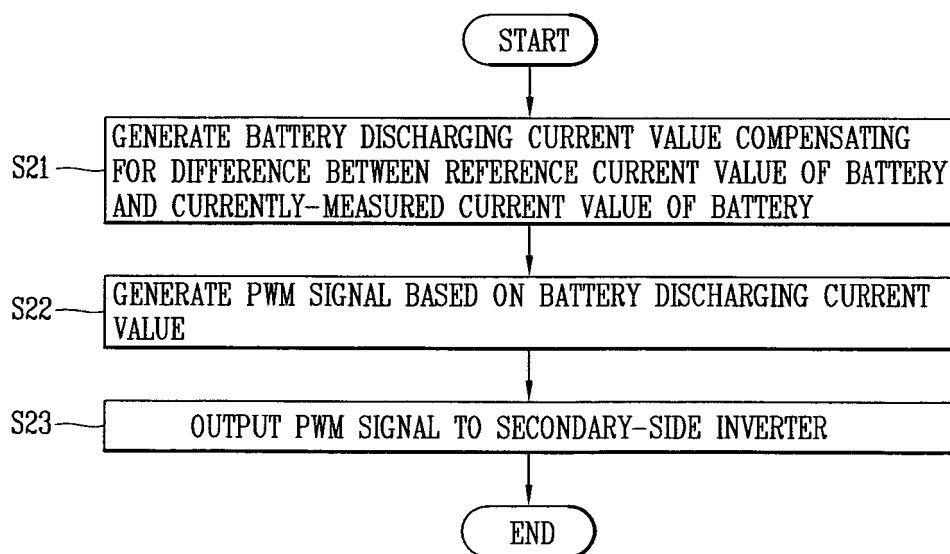 START
S21
GENERATE BATTERY DISCHARGING CURRENT VALUE COMPENSATING
FOR DIFFERENCE BETWEEN REFERENCE CURRENT VALUE OF BATTERY
AND CURRENTLY-MEASURED CURRENT VALUE OF BATTERY
S22
GENERATE PWM SIGNAL BASED ON BATTERY DISCHARGING CURRENT
VALUE
S23
OUTPUT PWM SIGNAL TO SECONDARY-SIDE INVERTER
END